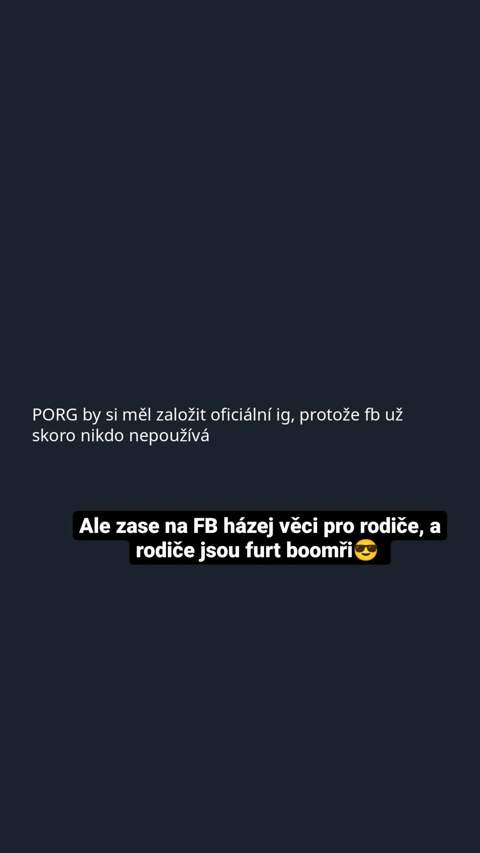 PORG by si měl založit oficiální ig, protože fb už
skoro nikdo nepoužívá
Ale zase na FB házej věci pro rodiče, a
rodiče jsou furt boomři😎